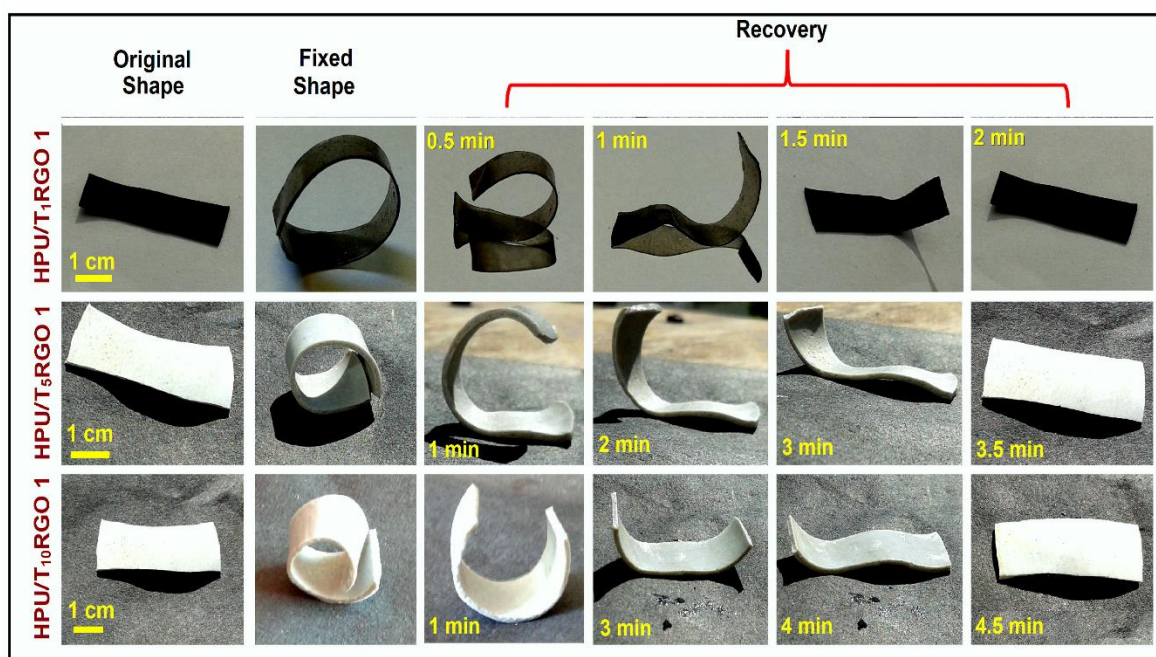 Original
Shape
Fixed
Shape
Recovery
HPU/T₁RGO 1
1 cm
0.5 min
1 min
1.5 min
2 min
HPU/T₅RGO 1
1 cm
1 min
2 min
3 min
3.5 min
HPU/T₁₀RGO 1
1 cm
1 min
3 min
4 min
4.5 min